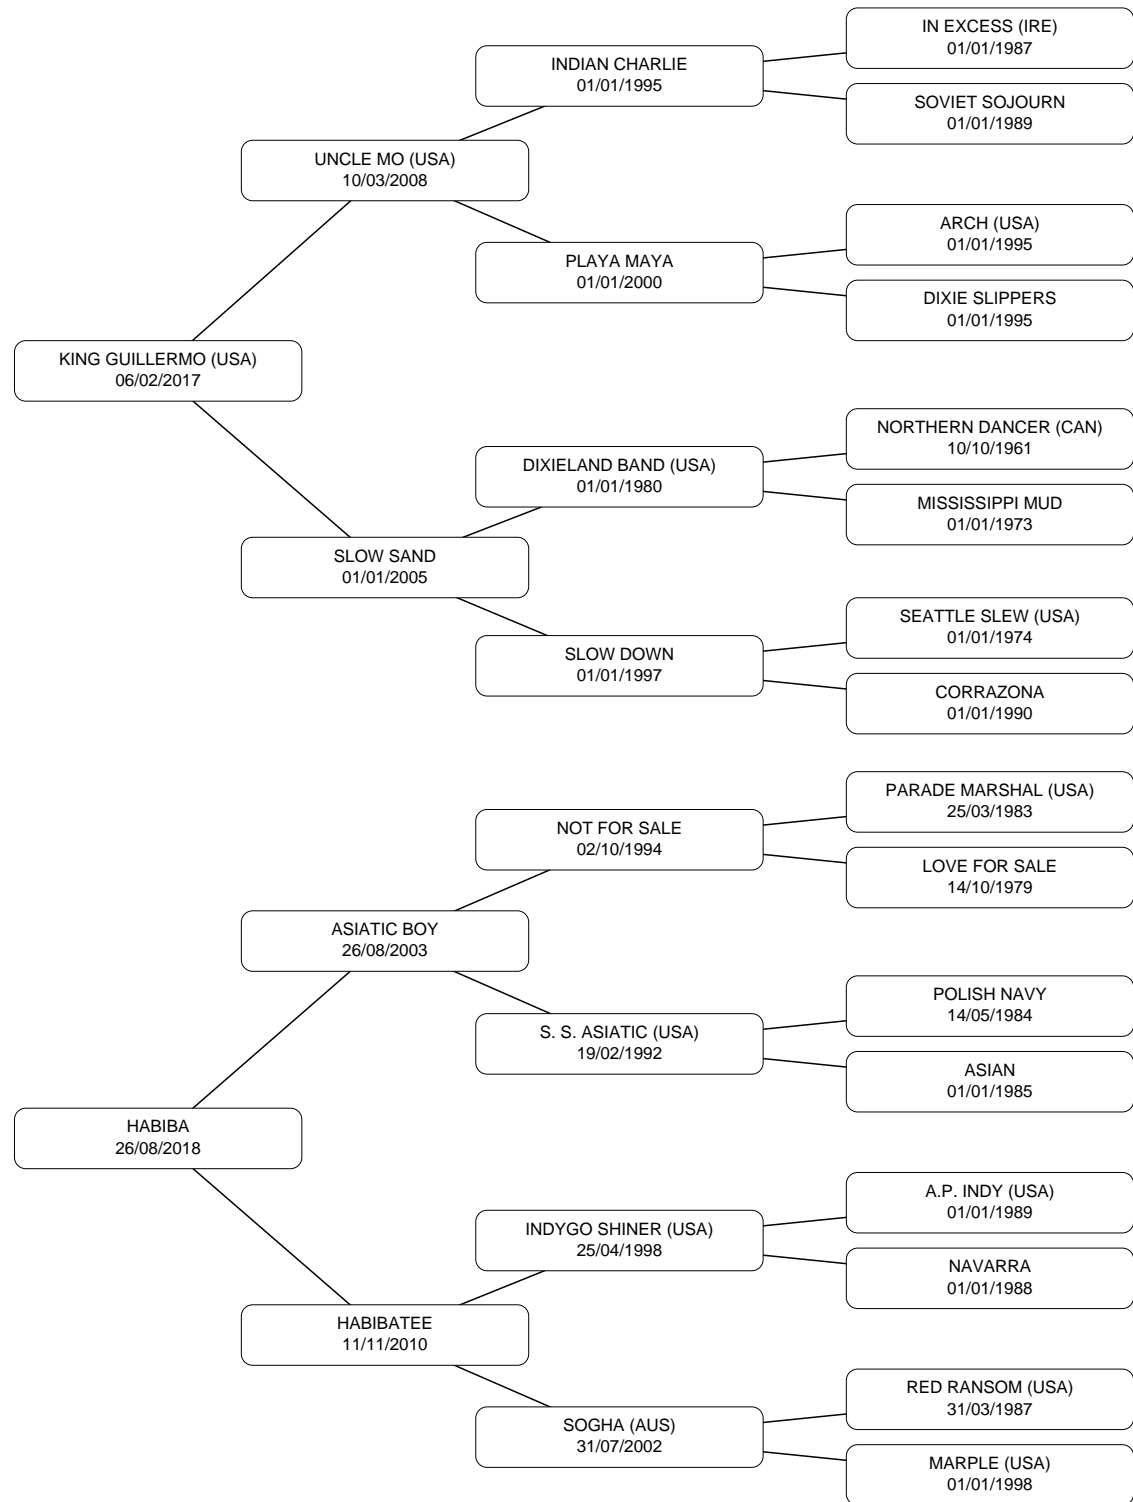 IN EXCESS (IRE)
01/01/1987
INDIAN CHARLIE
01/01/1995
SOVIET SOJOURN
01/01/1989
UNCLE MO (USA)
10/03/2008
ARCH (USA)
01/01/1995
PLAYA MAYA
01/01/2000
DIXIE SLIPPERS
01/01/1995
KING GUILLERMO (USA)
06/02/2017
NORTHERN DANCER (CAN)
10/10/1961
DIXIELAND BAND (USA)
01/01/1980
MISSISSIPPI MUD
01/01/1973
SLOW SAND
01/01/2005
SEATTLE SLEW (USA)
01/01/1974
SLOW DOWN
01/01/1997
CORRAZONA
01/01/1990
PARADE MARSHAL (USA)
25/03/1983
NOT FOR SALE
02/10/1994
LOVE FOR SALE
14/10/1979
ASIATIC BOY
26/08/2003
POLISH NAVY
14/05/1984
S. S. ASIATIC (USA)
19/02/1992
ASIAN
01/01/1985
HABIBA
26/08/2018
A.P. INDY (USA)
01/01/1989
INDYGO SHINER (USA)
25/04/1998
NAVARRA
01/01/1988
HABIBATEE
11/11/2010
RED RANSOM (USA)
31/03/1987
SOGHA (AUS)
31/07/2002
MARPLE (USA)
01/01/1998